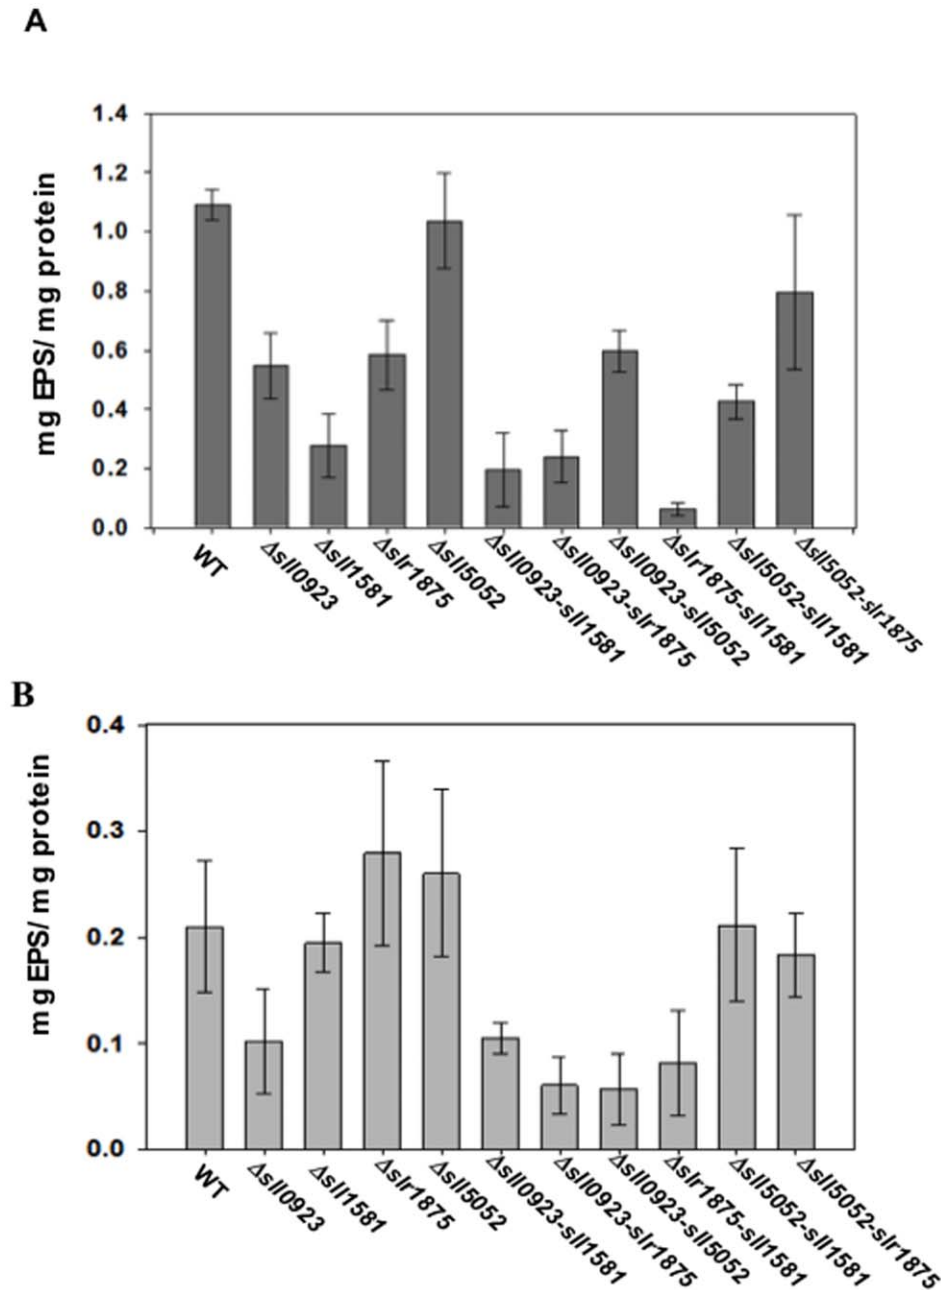 A
1.4
1.2
1.0
0.8
0.6
0.4
0.2
0.0
mg EPS/ mg protein
WT
Δsll0923
Δsll1581
Δslr1875
Δsll5052
Δsll0923-sll1581
Δsll0923-slr1875
Δsll0923-sll5052
Δslr1875-sll1581
Δsll5052-sll1581
Δsll5052-slr1875
B
0.4
0.3
0.2
0.1
0.0
mg EPS/ mg protein
WT
Δsll0923
Δsll1581
Δslr1875
Δsll5052
Δsll0923-sll1581
Δsll0923-slr1875
Δsll0923-sll5052
Δslr1875-sll1581
Δsll5052-sll1581
Δsll5052-slr1875